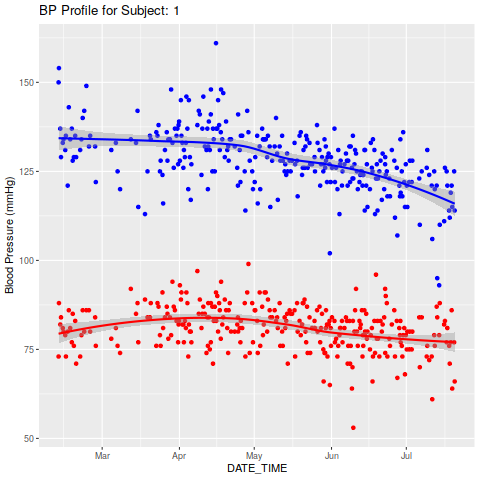 BP Profile for Subject: 1
Blood Pressure (mmHg)
150
125
100
75
50
Mar Apr May Jun Jul
DATE_TIME